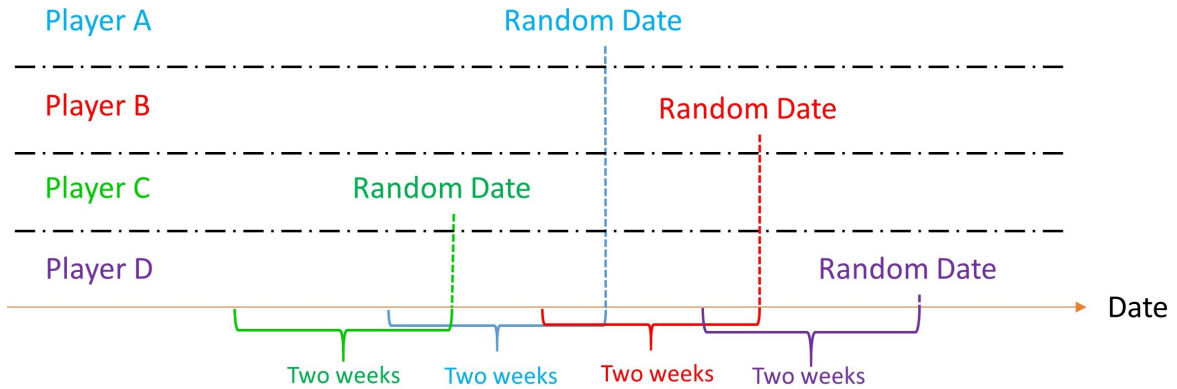 Player A
Random Date
Player B
Random Date
Player C
Random Date
Player D
Random Date
Date
Two weeks
Two weeks
Two weeks
Two weeks